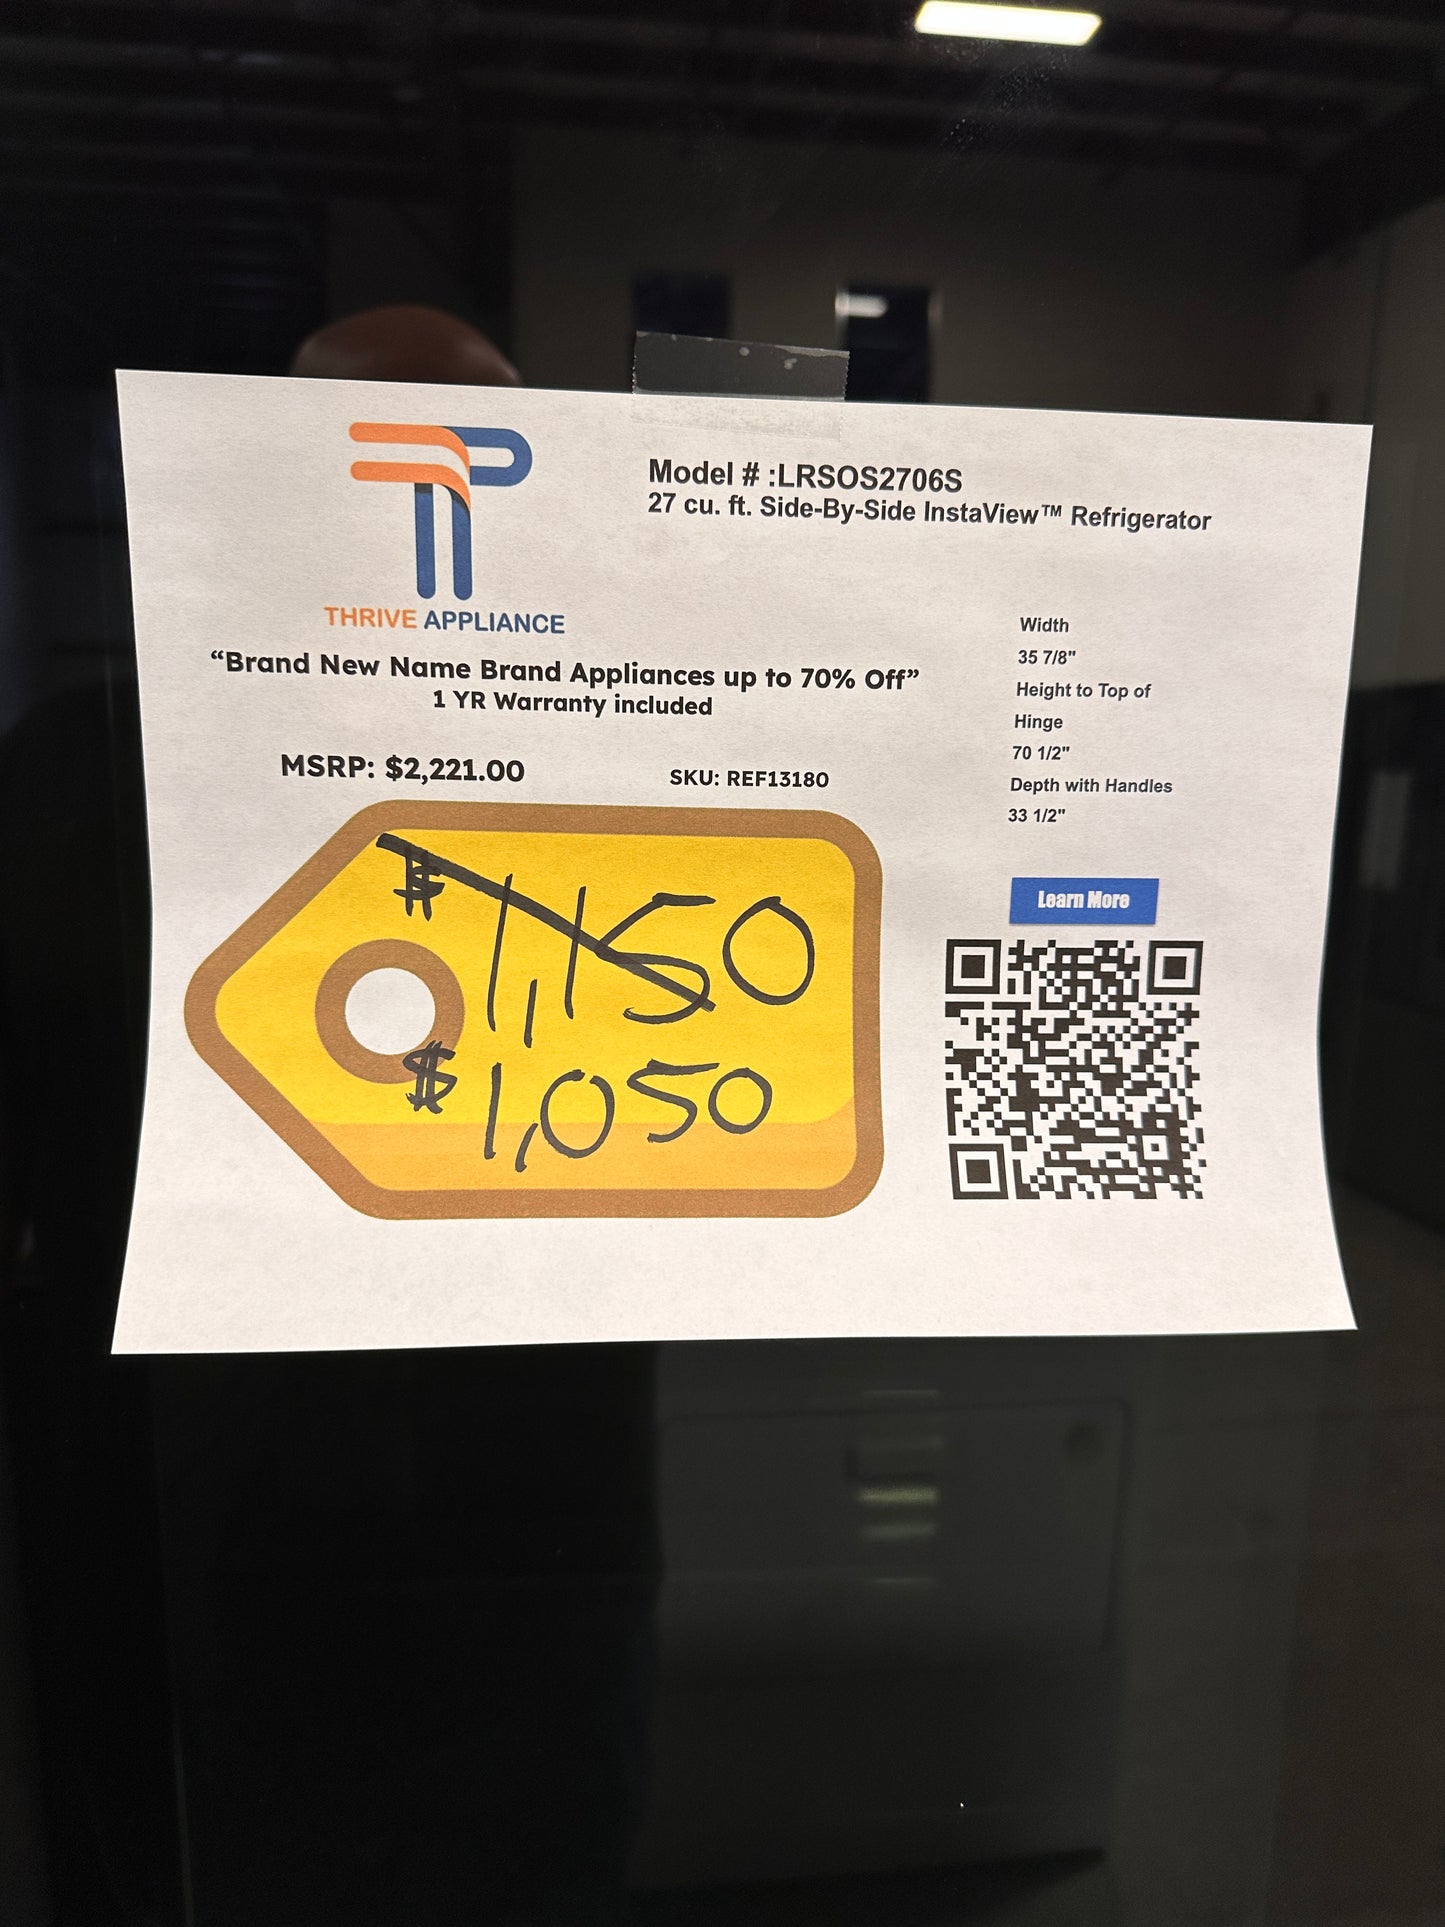 THRIVE APPLIANCE
Model # :LRSOS2706S
27 cu. ft. Side-By-Side InstaView™ Refrigerator
“Brand New Name Brand Appliances up to 70% Off”
1 YR Warranty included
MSRP: $2,221.00
SKU: REF13180
$1,150
$1,050
Width
35 7/8"
Height to Top of
Hinge
70 1/2"
Depth with Handles
33 1/2"
Learn More